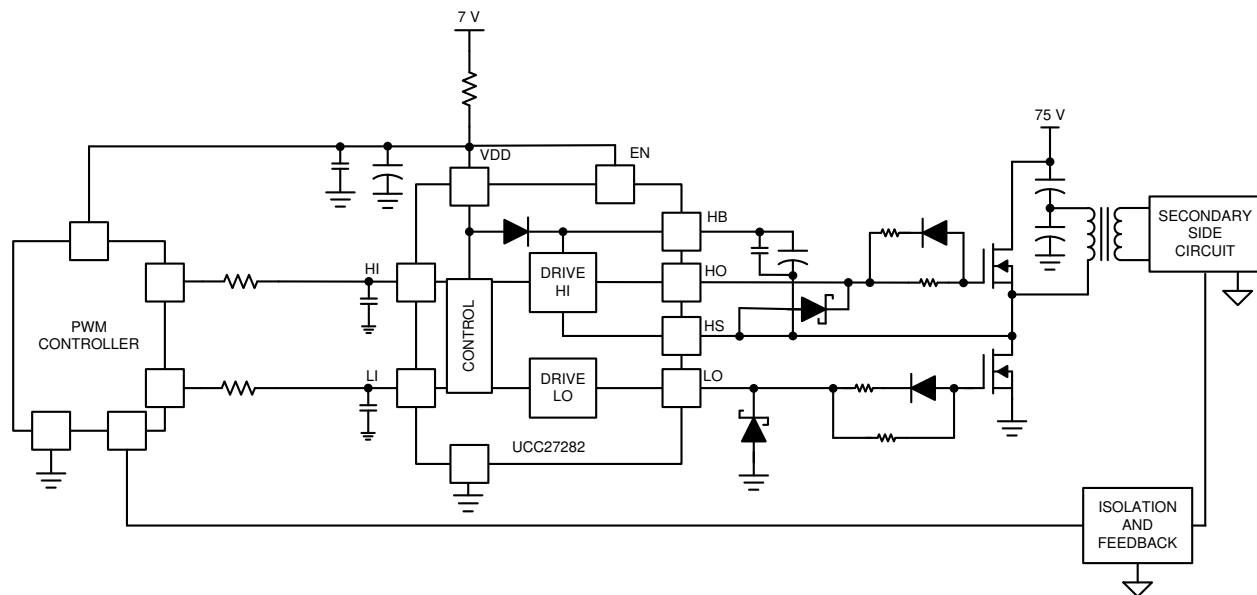 7 V
75 V
VDD
EN
HB
HO
HS
LO
HI
LI
PWM
CONTROLLER
CONTROL
DRIVE
HI
DRIVE
LO
UCC27282
SECONDARY
SIDE
CIRCUIT
ISOLATION
AND
FEEDBACK